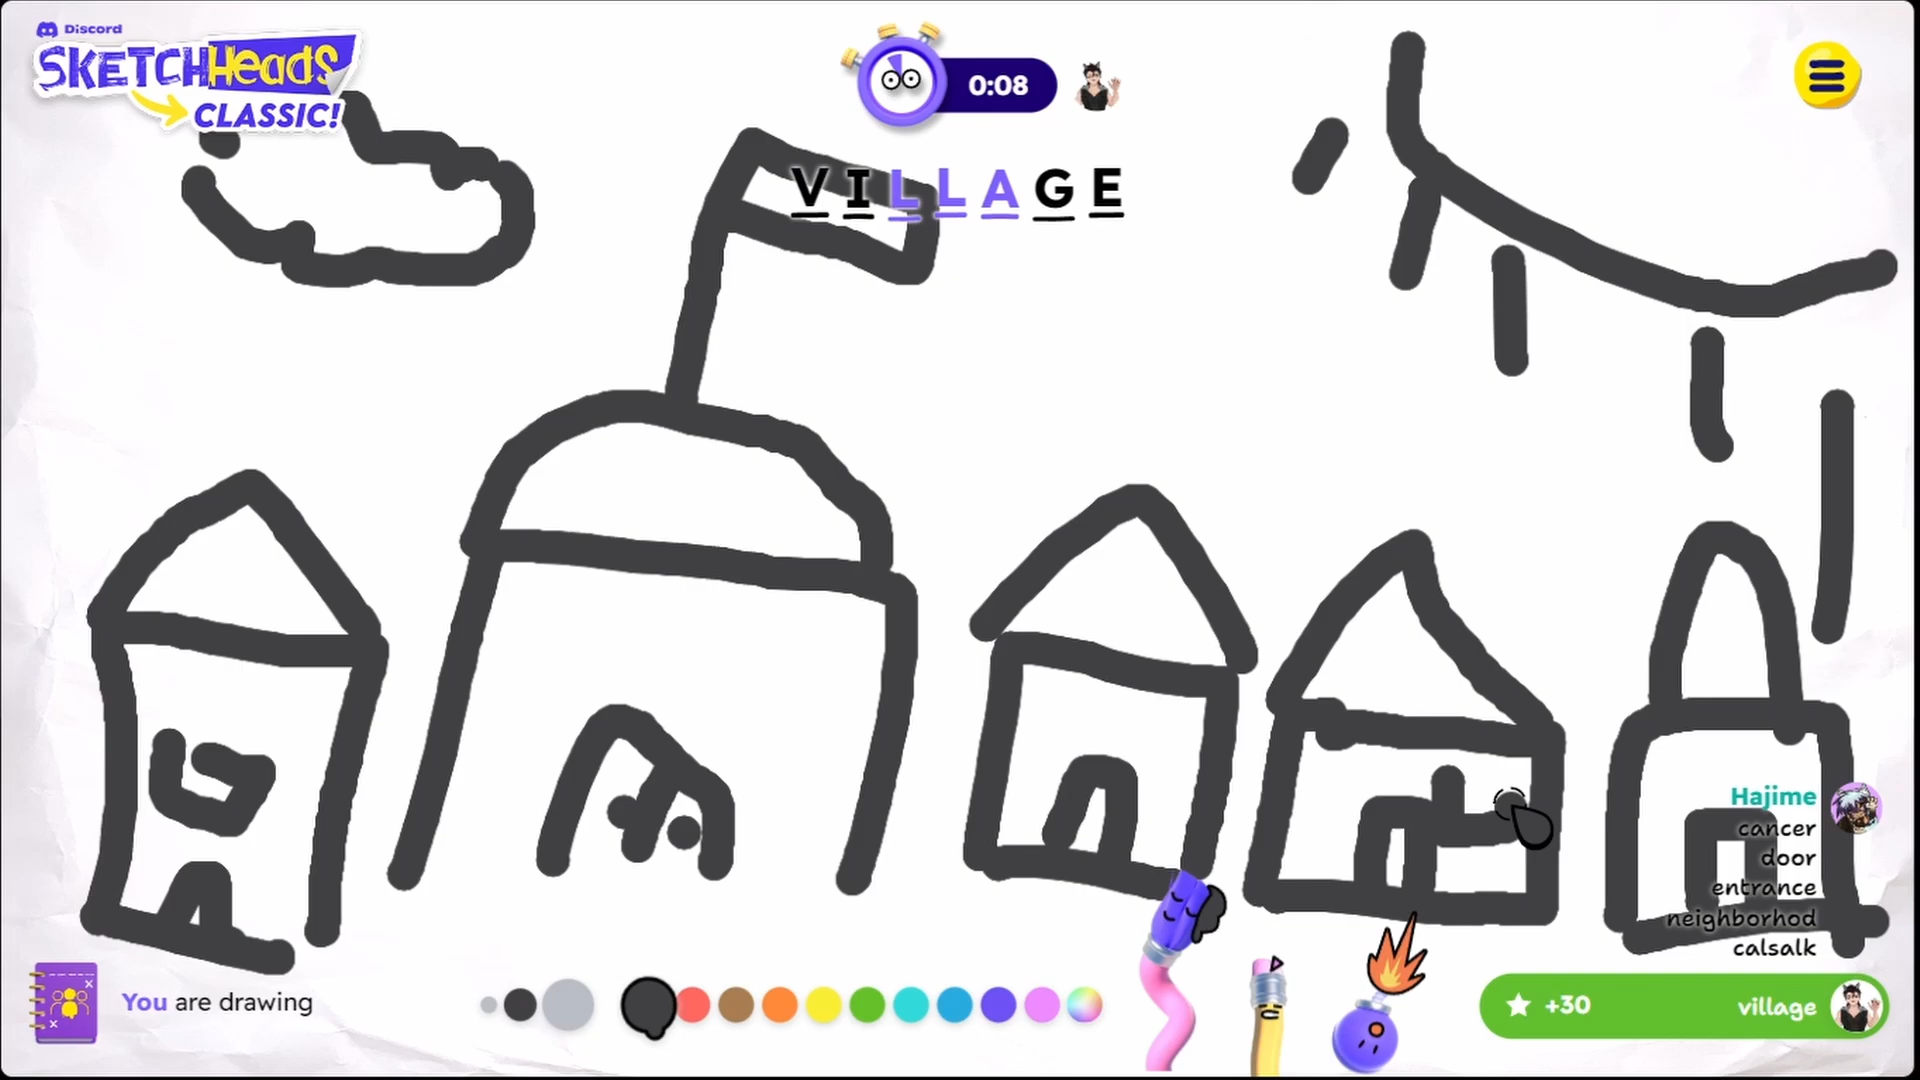 Discord
SKETCHHeadS
CLASSIC!
0:08
VILLAGE
Hajime
cancer
door
entrance
neighborhod
calsalk
You are drawing
+30
village